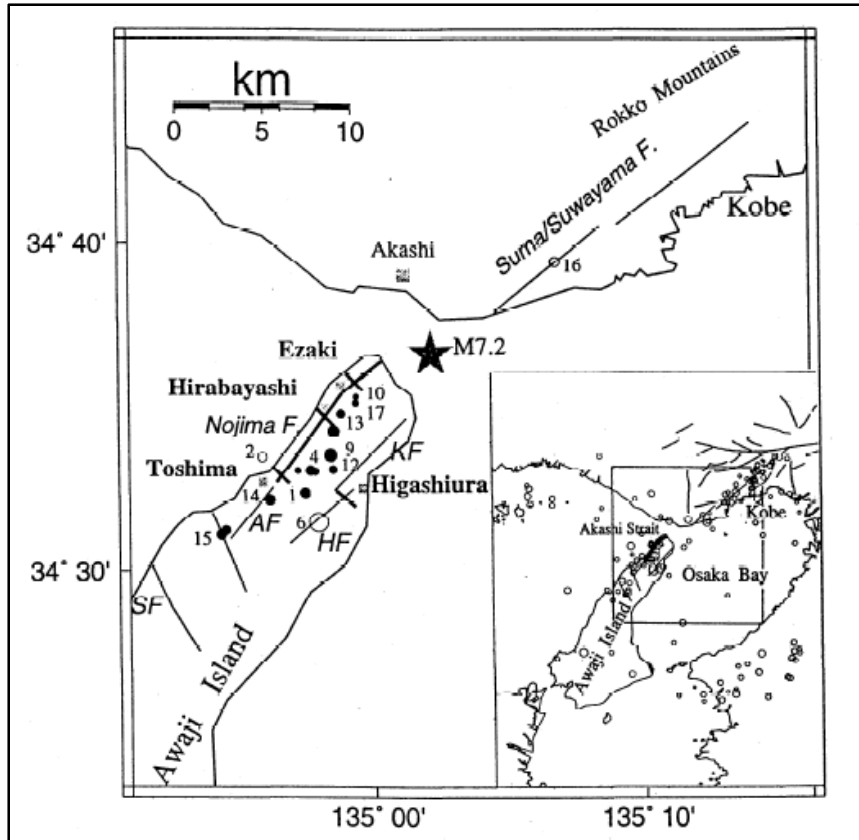 km
0 5 10
Rokko Mountains
Suma/Suwayama F.
Kobe
34° 40'
Akashi
16
M7.2
Ezaki
Hirabayashi
10
17
Nojima F.
13
2
4
9
KF
12
Toshima
Higashiura
14
1
6
AF
HF
15
34° 30'
SF
Awaji Island
Kobe
Akashi Strait
Osaka Bay
Awaji Island
135° 00'
135° 10'